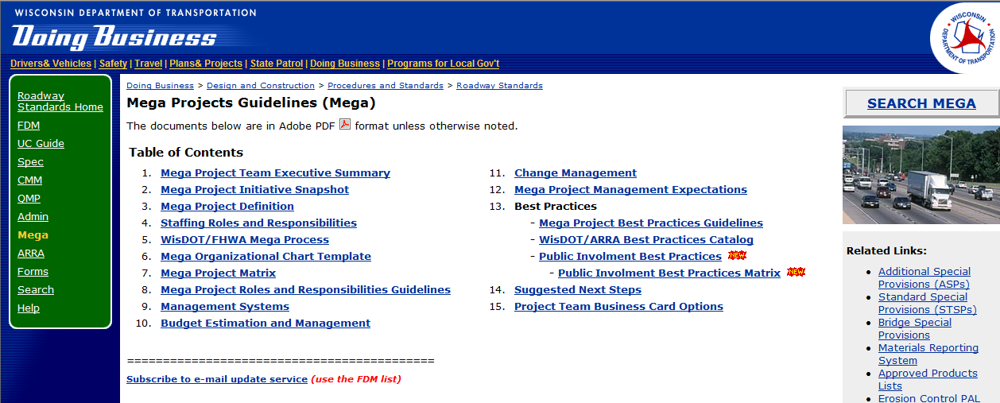 WISCONSIN DEPARTMENT OF TRANSPORTATION
Doing Business
WISCONSIN DEPARTMENT OF TRANSPORTATION
Drivers& Vehicles | Safety | Travel | Plans& Projects | State Patrol | Doing Business | Programs for Local Gov't
Roadway
Standards Home
FDM
UC Guide
Spec
CMM
QMP
Admin
Mega
ARRA
Forms
Search
Help
Doing Business > Design and Construction > Procedures and Standards > Roadway Standards
Mega Projects Guidelines (Mega)
The documents below are in Adobe PDF format unless otherwise noted.
Table of Contents
1. Mega Project Team Executive Summary
2. Mega Project Initiative Snapshot
3. Mega Project Definition
4. Staffing Roles and Responsibilities
5. WisDOT/FHWA Mega Process
6. Mega Organizational Chart Template
7. Mega Project Matrix
8. Mega Project Roles and Responsibilities Guidelines
9. Management Systems
10. Budget Estimation and Management
11. Change Management
12. Mega Project Management Expectations
13. Best Practices
- Mega Project Best Practices Guidelines
- WisDOT/ARRA Best Practices Catalog
- Public Involment Best Practices NEW
- Public Involment Best Practices Matrix NEW
14. Suggested Next Steps
15. Project Team Business Card Options
===========================================
Subscribe to e-mail update service (use the FDM list)
SEARCH MEGA
Related Links:
• Additional Special
Provisions (ASPs)
• Standard Special
Provisions (STSPs)
• Bridge Special
Provisions
• Materials Reporting
System
• Approved Products
Lists
• Erosion Control PAL